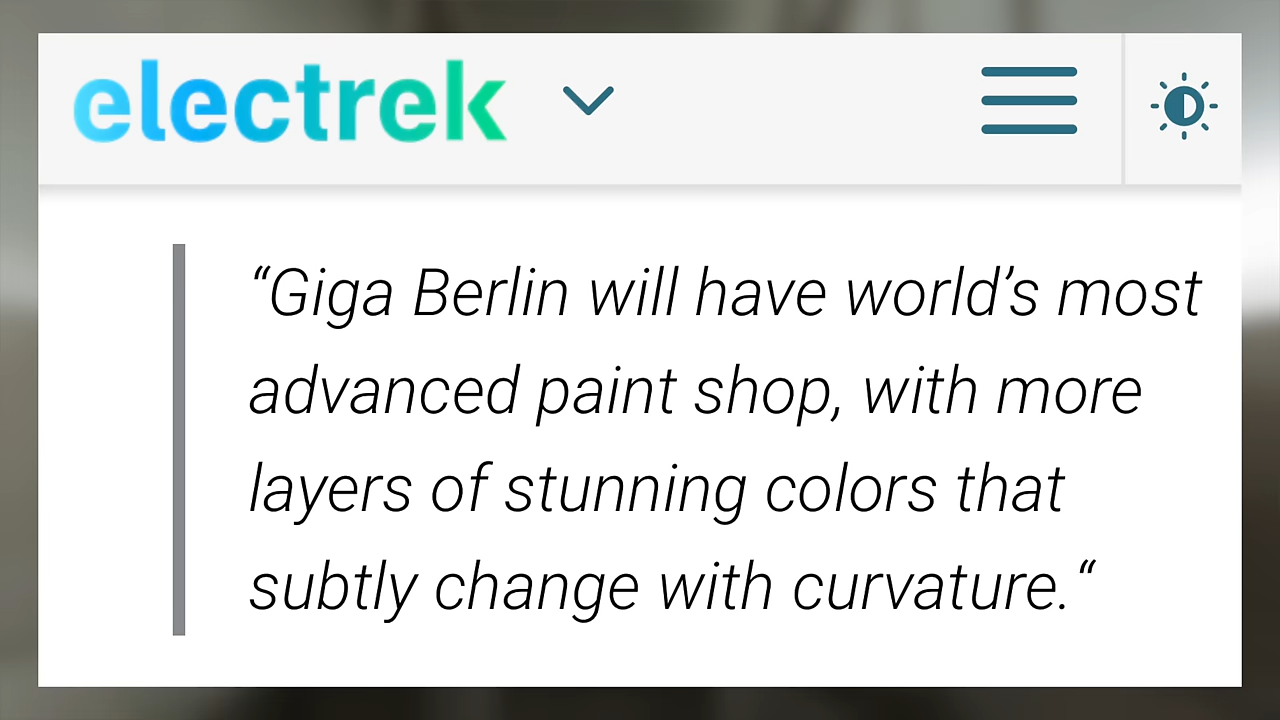 electrek
“Giga Berlin will have world’s most
advanced paint shop, with more
layers of stunning colors that
subtly change with curvature.“